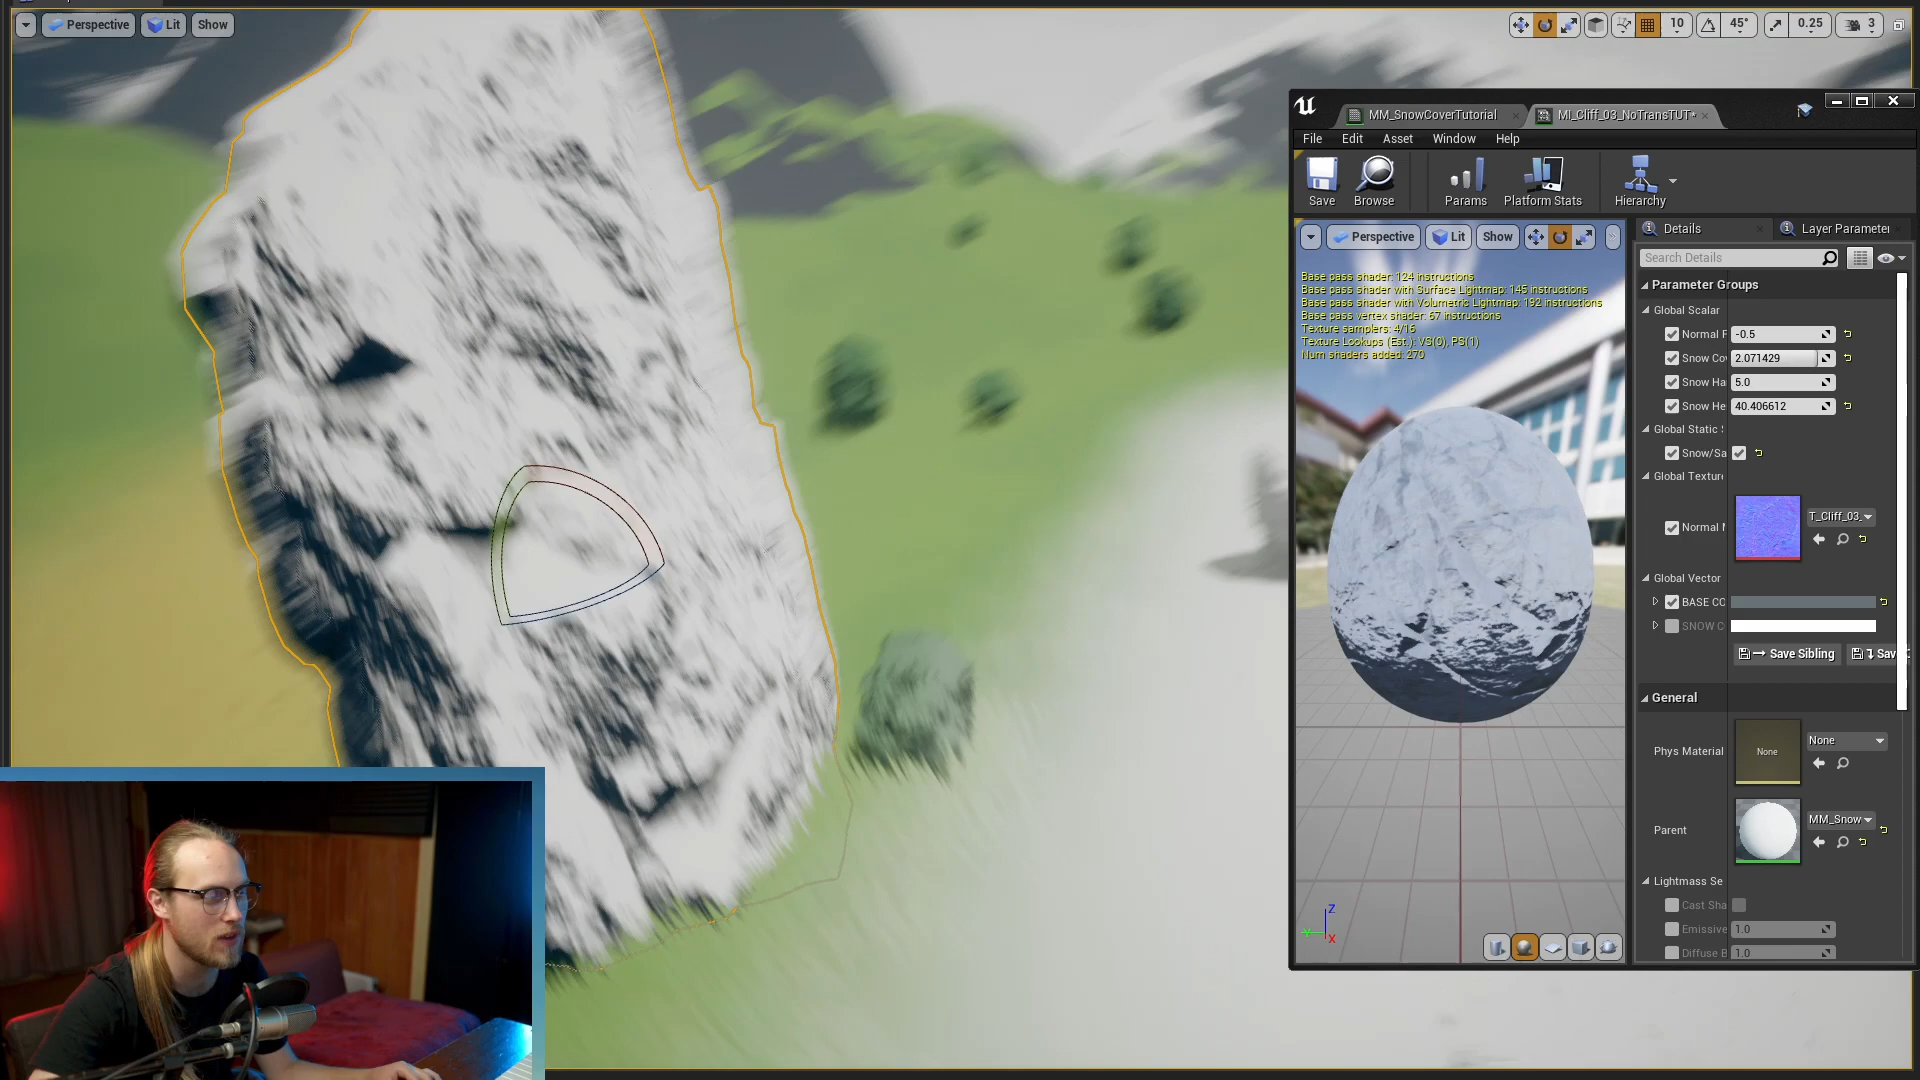 Perspective
Lit
Show
10
45°
0.25
3
MM_SnowCoverTutorial
MI_Cliff_03_NoTransTUT*
File
Edit
Asset
Window
Help
Save
Browse
Params
Platform Stats
Hierarchy
Perspective
Lit
Show
Base pass shader: 124 instructions
Base pass shader with Surface Lightmap: 145 instructions
Base pass shader with Volumetric Lightmap: 192 instructions
Base pass vertex shader: 67 instructions
Texture samplers: 4/16
Texture Lookups (Est.): VS(0), PS(1)
Num shaders added: 270
Z
Y
X
Details
Layer Parameter
Search Details
Parameter Groups
Global Scalar
Normal F
-0.5
Snow Cov
2.071429
Snow Ha
5.0
Snow He
40.406612
Global Static S
Snow/Sa
Global Texture
Normal M
T_Cliff_03_
Global Vector
BASE CO
SNOW C
Save Sibling
Save
General
Phys Material
None
None
Parent
MM_Snow
Lightmass Se
Cast Sha
Emissive
1.0
Diffuse B
1.0